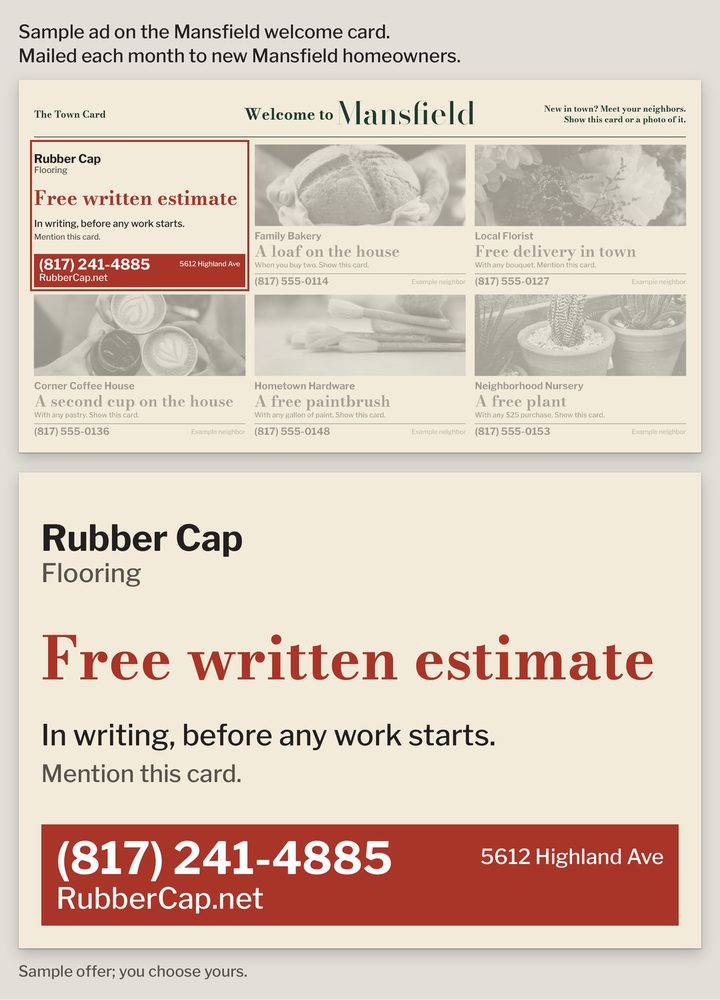 Sample ad on the Mansfield welcome card.
Mailed each month to new Mansfield homeowners.
The Town Card
Welcome to Mansfield
New in town? Meet your neighbors.
Show this card or a photo of it.
Rubber Cap
Flooring
Free written estimate
In writing, before any work starts.
Mention this card.
(817) 241-4885
5612 Highland Ave
RubberCap.net
Family Bakery
A loaf on the house
When you buy two. Show this card.
(817) 555-0114
Example neighbor
Local Florist
Free delivery in town
With any bouquet. Mention this card.
(817) 555-0127
Example neighbor
Corner Coffee House
A second cup on the house
With any pastry. Show this card.
(817) 555-0136
Example neighbor
Hometown Hardware
A free paintbrush
With any gallon of paint. Show this card.
(817) 555-0148
Example neighbor
Neighborhood Nursery
A free plant
With any $25 purchase. Show this card.
(817) 555-0153
Example neighbor
Rubber Cap
Flooring
Free written estimate
In writing, before any work starts.
Mention this card.
(817) 241-4885
5612 Highland Ave
RubberCap.net
Sample offer; you choose yours.